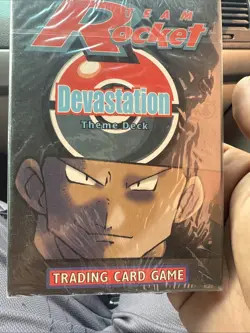 TEAM
Rocket
Devastation
Theme Deck
TRADING CARD GAME